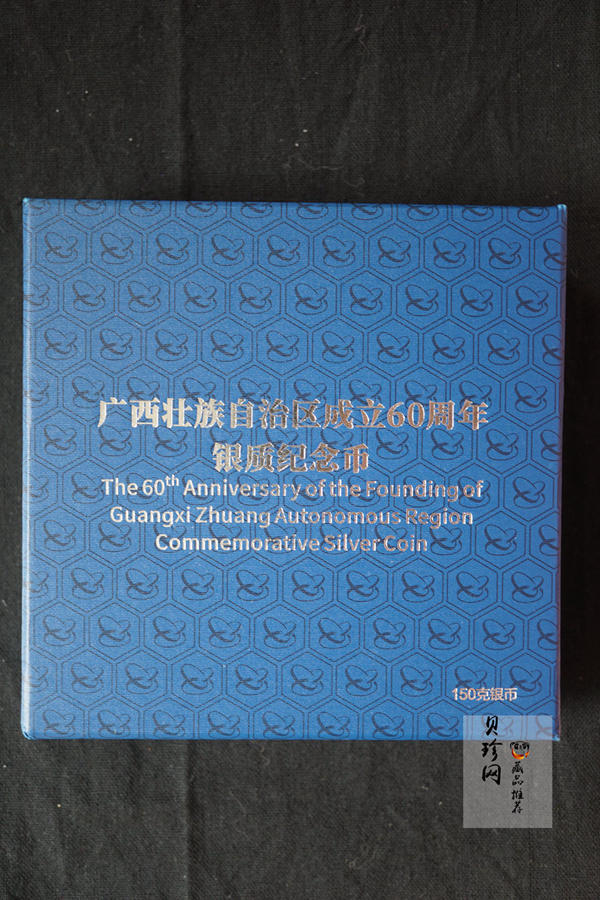 广西壮族自治区成立60周年
银质纪念币
The 60th Anniversary of the Founding of
Guangxi Zhuang Autonomous Region
Commemorative Silver Coin
150克银币
贝珍网
藏品推荐